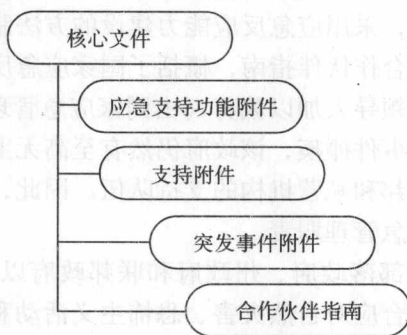 核心文件
应急支持功能附件
支持附件
突发事件附件
合作伙伴指南